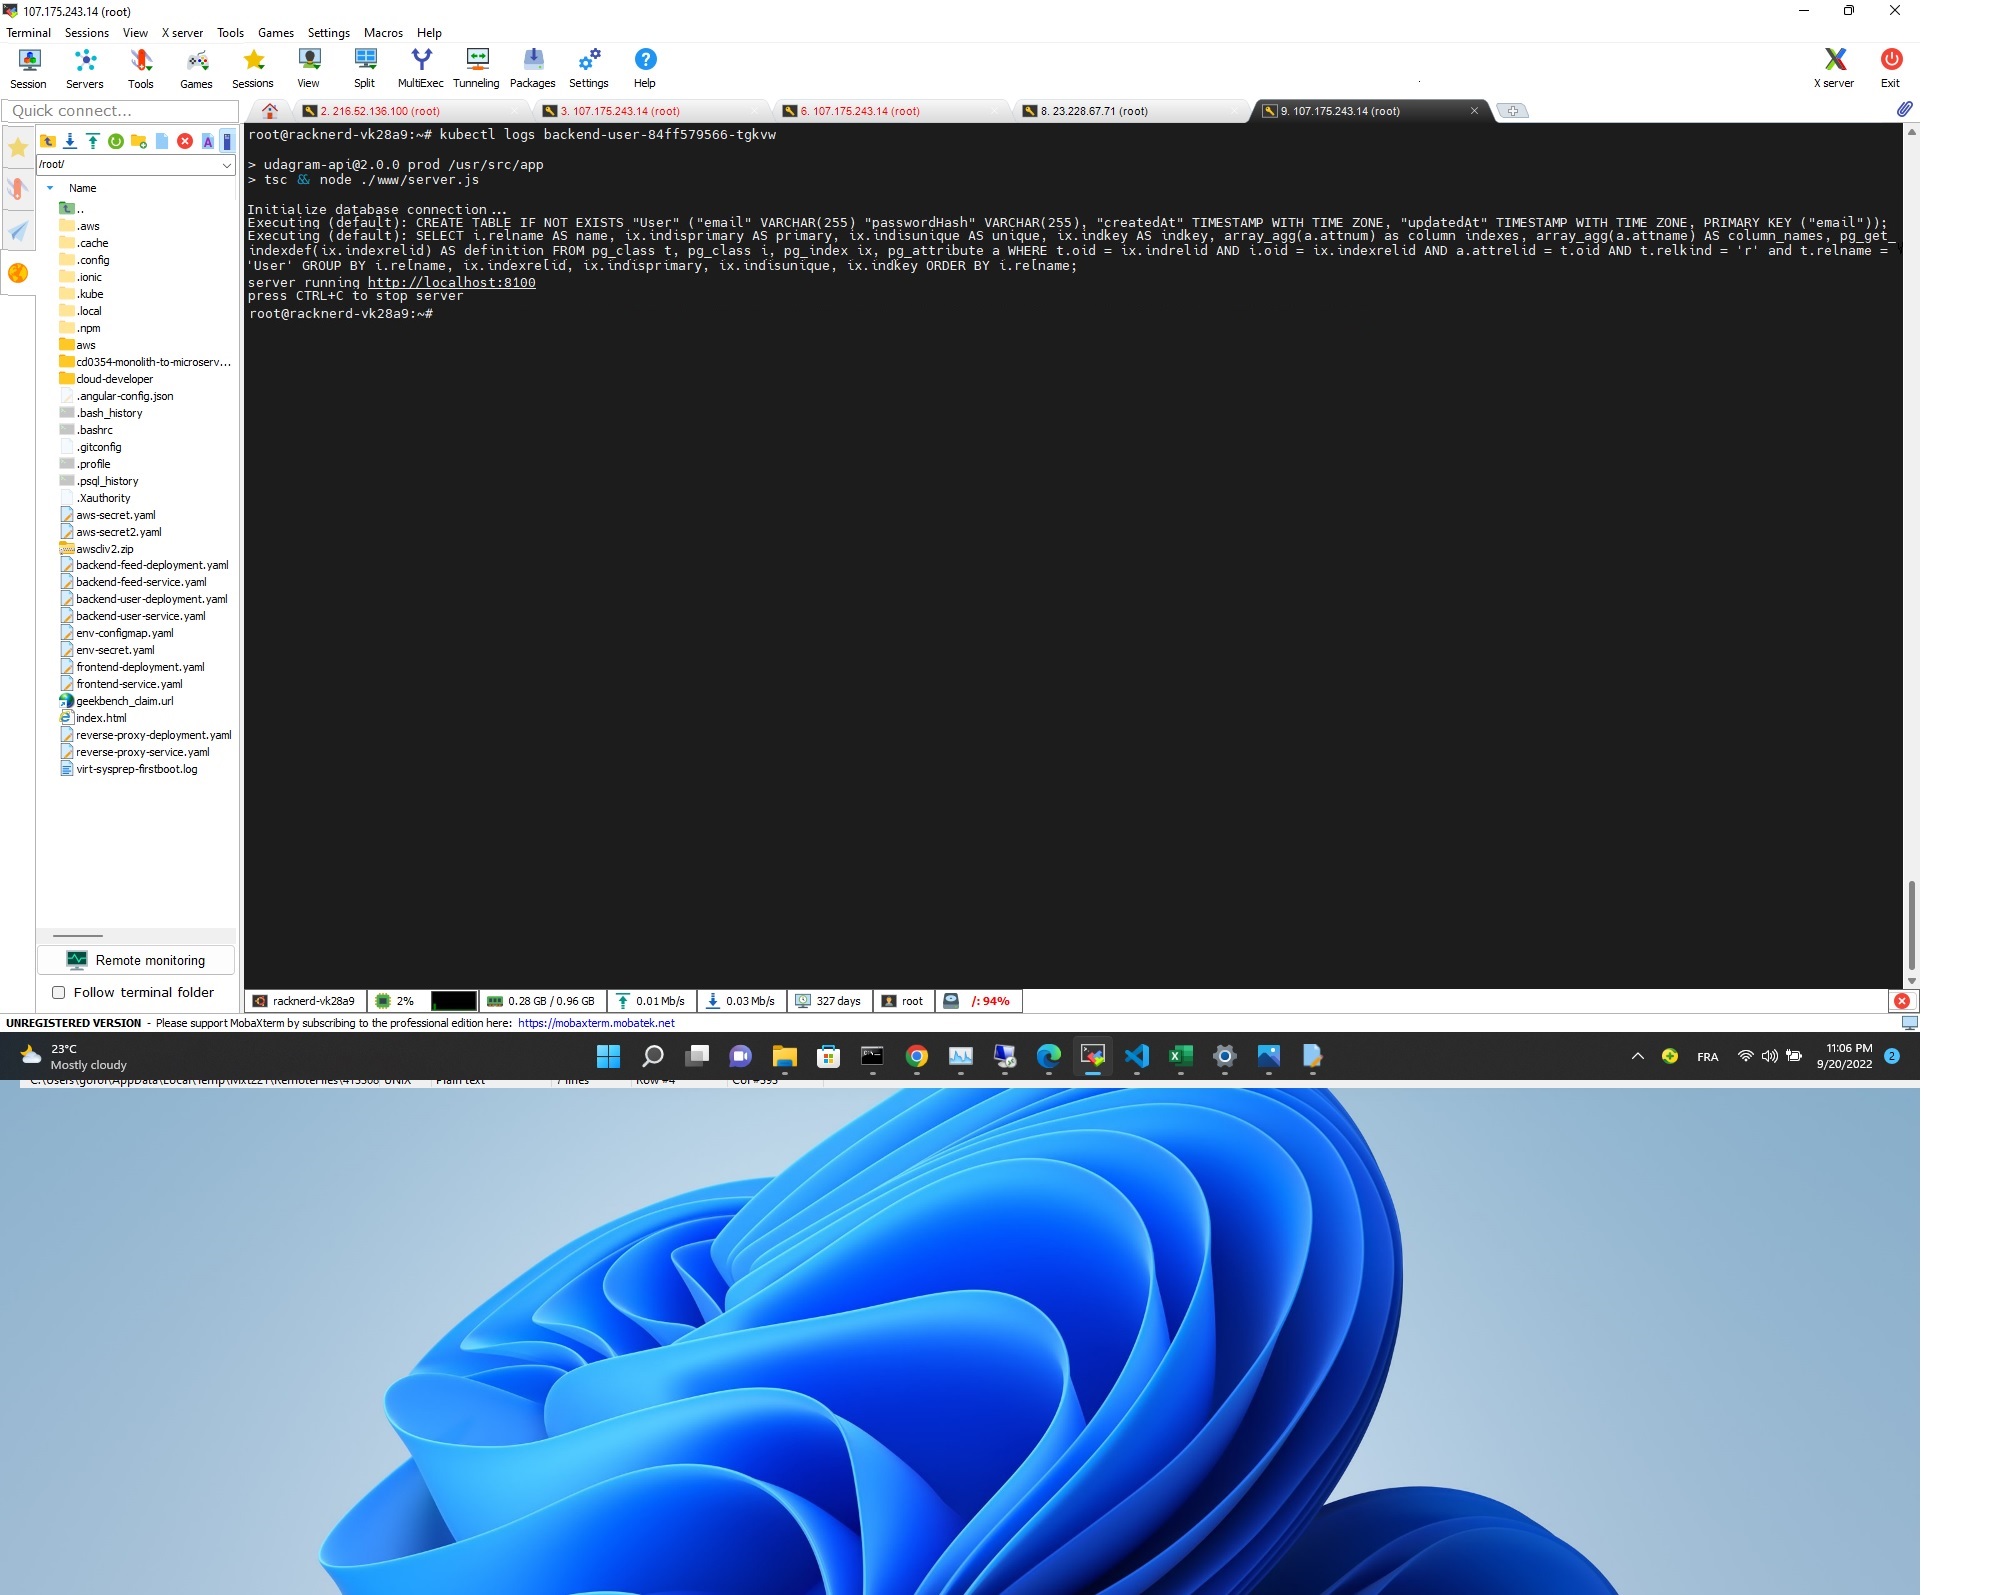 107.175.243.14 (root)
Terminal Sessions View X server Tools Games Settings Macros Help
Session Servers Tools Games Sessions View Split MultiExec Tunneling Packages Settings Help X server Exit
Quick connect...
2. 216.52.136.100 (root) 3. 107.175.243.14 (root) 6. 107.175.243.14 (root) 8. 23.228.67.71 (root) 9. 107.175.243.14 (root)
/root/
Name
..
.aws
.cache
.config
.ionic
.kube
.local
.npm
aws
cd0354-monolith-to-microserv...
cloud-developer
.angular-config.json
.bash_history
.bashrc
.gitconfig
.profile
.psql_history
.Xauthority
aws-secret.yaml
aws-secret2.yaml
awscliv2.zip
backend-feed-deployment.yaml
backend-feed-service.yaml
backend-user-deployment.yaml
backend-user-service.yaml
env-configmap.yaml
env-secret.yaml
frontend-deployment.yaml
frontend-service.yaml
geekbench_claim.url
index.html
reverse-proxy-deployment.yaml
reverse-proxy-service.yaml
virt-sysprep-firstboot.log
Remote monitoring
Follow terminal folder
root@racknerd-vk28a9:~# kubectl logs backend-user-84ff579566-tgkvw
> udagram-api@2.0.0 prod /usr/src/app
> tsc && node ./www/server.js
Initialize database connection...
Executing (default): CREATE TABLE IF NOT EXISTS "User" ("email" VARCHAR(255) "passwordHash" VARCHAR(255), "createdAt" TIMESTAMP WITH TIME ZONE, "updatedAt" TIMESTAMP WITH TIME ZONE, PRIMARY KEY ("email"));
Executing (default): SELECT i.relname AS name, ix.indisprimary AS primary, ix.indisunique AS unique, ix.indkey AS indkey, array_agg(a.attnum) as column indexes, array_agg(a.attname) AS column_names, pg_get_
indexdef(ix.indexrelid) AS definition FROM pg_class t, pg_class i, pg_index ix, pg_attribute a WHERE t.oid = ix.indrelid AND i.oid = ix.indexrelid AND a.attrelid = t.oid AND t.relkind = 'r' and t.relname =
'User' GROUP BY i.relname, ix.indexrelid, ix.indisprimary, ix.indisunique, ix.indkey ORDER BY i.relname;
server running http://localhost:8100
press CTRL+C to stop server
root@racknerd-vk28a9:~#
racknerd-vk28a9 2% 0.28 GB / 0.96 GB 0.01 Mb/s 0.03 Mb/s 327 days root /: 94%
UNREGISTERED VERSION - Please support MobaXterm by subscribing to the professional edition here: https://mobaxterm.mobatek.net
23°C
Mostly cloudy
FRA
11:06 PM
9/20/2022
2
Plain text 7 lines Row #4